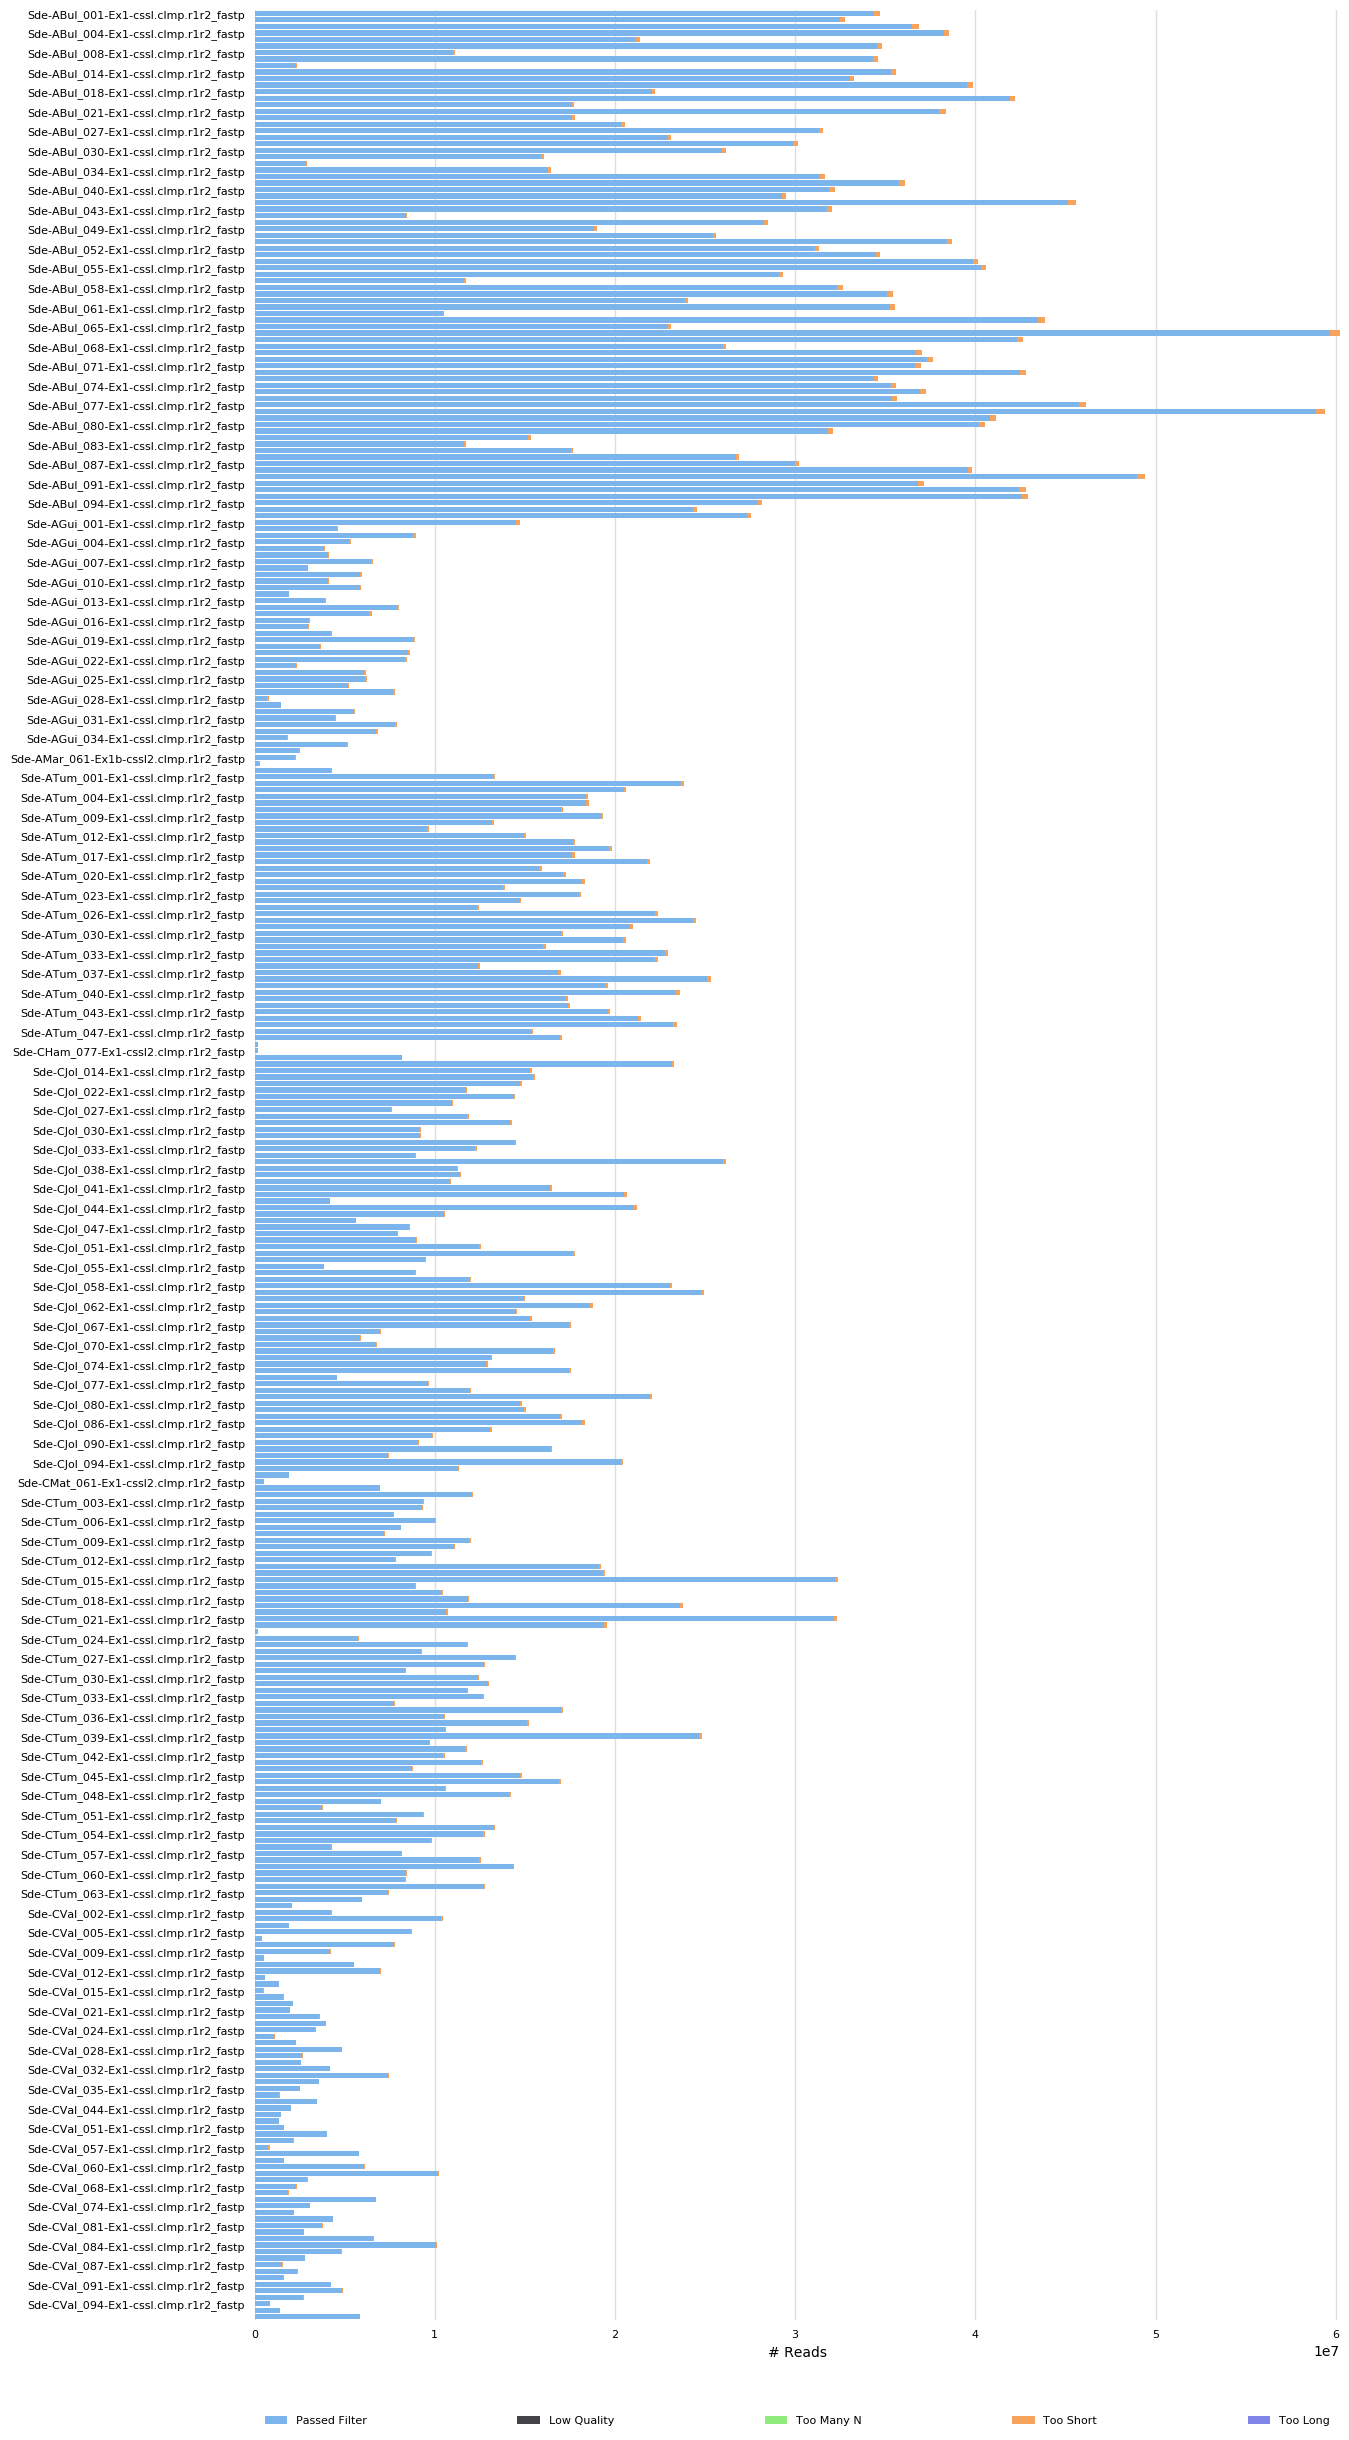 Sde-ABul_001-Ex1-cssl.clmp.r1r2_fastp
Sde-ABul_004-Ex1-cssl.clmp.r1r2_fastp
Sde-ABul_008-Ex1-cssl.clmp.r1r2_fastp
Sde-ABul_014-Ex1-cssl.clmp.r1r2_fastp
Sde-ABul_018-Ex1-cssl.clmp.r1r2_fastp
Sde-ABul_021-Ex1-cssl.clmp.r1r2_fastp
Sde-ABul_027-Ex1-cssl.clmp.r1r2_fastp
Sde-ABul_030-Ex1-cssl.clmp.r1r2_fastp
Sde-ABul_034-Ex1-cssl.clmp.r1r2_fastp
Sde-ABul_040-Ex1-cssl.clmp.r1r2_fastp
Sde-ABul_043-Ex1-cssl.clmp.r1r2_fastp
Sde-ABul_049-Ex1-cssl.clmp.r1r2_fastp
Sde-ABul_052-Ex1-cssl.clmp.r1r2_fastp
Sde-ABul_055-Ex1-cssl.clmp.r1r2_fastp
Sde-ABul_058-Ex1-cssl.clmp.r1r2_fastp
Sde-ABul_061-Ex1-cssl.clmp.r1r2_fastp
Sde-ABul_065-Ex1-cssl.clmp.r1r2_fastp
Sde-ABul_068-Ex1-cssl.clmp.r1r2_fastp
Sde-ABul_071-Ex1-cssl.clmp.r1r2_fastp
Sde-ABul_074-Ex1-cssl.clmp.r1r2_fastp
Sde-ABul_077-Ex1-cssl.clmp.r1r2_fastp
Sde-ABul_080-Ex1-cssl.clmp.r1r2_fastp
Sde-ABul_083-Ex1-cssl.clmp.r1r2_fastp
Sde-ABul_087-Ex1-cssl.clmp.r1r2_fastp
Sde-ABul_091-Ex1-cssl.clmp.r1r2_fastp
Sde-ABul_094-Ex1-cssl.clmp.r1r2_fastp
Sde-AGui_001-Ex1-cssl.clmp.r1r2_fastp
Sde-AGui_004-Ex1-cssl.clmp.r1r2_fastp
Sde-AGui_007-Ex1-cssl.clmp.r1r2_fastp
Sde-AGui_010-Ex1-cssl.clmp.r1r2_fastp
Sde-AGui_013-Ex1-cssl.clmp.r1r2_fastp
Sde-AGui_016-Ex1-cssl.clmp.r1r2_fastp
Sde-AGui_019-Ex1-cssl.clmp.r1r2_fastp
Sde-AGui_022-Ex1-cssl.clmp.r1r2_fastp
Sde-AGui_025-Ex1-cssl.clmp.r1r2_fastp
Sde-AGui_028-Ex1-cssl.clmp.r1r2_fastp
Sde-AGui_031-Ex1-cssl.clmp.r1r2_fastp
Sde-AGui_034-Ex1-cssl.clmp.r1r2_fastp
Sde-AMar_061-Ex1b-cssl2.clmp.r1r2_fastp
Sde-ATum_001-Ex1-cssl.clmp.r1r2_fastp
Sde-ATum_004-Ex1-cssl.clmp.r1r2_fastp
Sde-ATum_009-Ex1-cssl.clmp.r1r2_fastp
Sde-ATum_012-Ex1-cssl.clmp.r1r2_fastp
Sde-ATum_017-Ex1-cssl.clmp.r1r2_fastp
Sde-ATum_020-Ex1-cssl.clmp.r1r2_fastp
Sde-ATum_023-Ex1-cssl.clmp.r1r2_fastp
Sde-ATum_026-Ex1-cssl.clmp.r1r2_fastp
Sde-ATum_030-Ex1-cssl.clmp.r1r2_fastp
Sde-ATum_033-Ex1-cssl.clmp.r1r2_fastp
Sde-ATum_037-Ex1-cssl.clmp.r1r2_fastp
Sde-ATum_040-Ex1-cssl.clmp.r1r2_fastp
Sde-ATum_043-Ex1-cssl.clmp.r1r2_fastp
Sde-ATum_047-Ex1-cssl.clmp.r1r2_fastp
Sde-CHam_077-Ex1-cssl2.clmp.r1r2_fastp
Sde-CJol_014-Ex1-cssl.clmp.r1r2_fastp
Sde-CJol_022-Ex1-cssl.clmp.r1r2_fastp
Sde-CJol_027-Ex1-cssl.clmp.r1r2_fastp
Sde-CJol_030-Ex1-cssl.clmp.r1r2_fastp
Sde-CJol_033-Ex1-cssl.clmp.r1r2_fastp
Sde-CJol_038-Ex1-cssl.clmp.r1r2_fastp
Sde-CJol_041-Ex1-cssl.clmp.r1r2_fastp
Sde-CJol_044-Ex1-cssl.clmp.r1r2_fastp
Sde-CJol_047-Ex1-cssl.clmp.r1r2_fastp
Sde-CJol_051-Ex1-cssl.clmp.r1r2_fastp
Sde-CJol_055-Ex1-cssl.clmp.r1r2_fastp
Sde-CJol_058-Ex1-cssl.clmp.r1r2_fastp
Sde-CJol_062-Ex1-cssl.clmp.r1r2_fastp
Sde-CJol_067-Ex1-cssl.clmp.r1r2_fastp
Sde-CJol_070-Ex1-cssl.clmp.r1r2_fastp
Sde-CJol_074-Ex1-cssl.clmp.r1r2_fastp
Sde-CJol_077-Ex1-cssl.clmp.r1r2_fastp
Sde-CJol_080-Ex1-cssl.clmp.r1r2_fastp
Sde-CJol_086-Ex1-cssl.clmp.r1r2_fastp
Sde-CJol_090-Ex1-cssl.clmp.r1r2_fastp
Sde-CJol_094-Ex1-cssl.clmp.r1r2_fastp
Sde-CMat_061-Ex1-cssl2.clmp.r1r2_fastp
Sde-CTum_003-Ex1-cssl.clmp.r1r2_fastp
Sde-CTum_006-Ex1-cssl.clmp.r1r2_fastp
Sde-CTum_009-Ex1-cssl.clmp.r1r2_fastp
Sde-CTum_012-Ex1-cssl.clmp.r1r2_fastp
Sde-CTum_015-Ex1-cssl.clmp.r1r2_fastp
Sde-CTum_018-Ex1-cssl.clmp.r1r2_fastp
Sde-CTum_021-Ex1-cssl.clmp.r1r2_fastp
Sde-CTum_024-Ex1-cssl.clmp.r1r2_fastp
Sde-CTum_027-Ex1-cssl.clmp.r1r2_fastp
Sde-CTum_030-Ex1-cssl.clmp.r1r2_fastp
Sde-CTum_033-Ex1-cssl.clmp.r1r2_fastp
Sde-CTum_036-Ex1-cssl.clmp.r1r2_fastp
Sde-CTum_039-Ex1-cssl.clmp.r1r2_fastp
Sde-CTum_042-Ex1-cssl.clmp.r1r2_fastp
Sde-CTum_045-Ex1-cssl.clmp.r1r2_fastp
Sde-CTum_048-Ex1-cssl.clmp.r1r2_fastp
Sde-CTum_051-Ex1-cssl.clmp.r1r2_fastp
Sde-CTum_054-Ex1-cssl.clmp.r1r2_fastp
Sde-CTum_057-Ex1-cssl.clmp.r1r2_fastp
Sde-CTum_060-Ex1-cssl.clmp.r1r2_fastp
Sde-CTum_063-Ex1-cssl.clmp.r1r2_fastp
Sde-CVal_002-Ex1-cssl.clmp.r1r2_fastp
Sde-CVal_005-Ex1-cssl.clmp.r1r2_fastp
Sde-CVal_009-Ex1-cssl.clmp.r1r2_fastp
Sde-CVal_012-Ex1-cssl.clmp.r1r2_fastp
Sde-CVal_015-Ex1-cssl.clmp.r1r2_fastp
Sde-CVal_021-Ex1-cssl.clmp.r1r2_fastp
Sde-CVal_024-Ex1-cssl.clmp.r1r2_fastp
Sde-CVal_028-Ex1-cssl.clmp.r1r2_fastp
Sde-CVal_032-Ex1-cssl.clmp.r1r2_fastp
Sde-CVal_035-Ex1-cssl.clmp.r1r2_fastp
Sde-CVal_044-Ex1-cssl.clmp.r1r2_fastp
Sde-CVal_051-Ex1-cssl.clmp.r1r2_fastp
Sde-CVal_057-Ex1-cssl.clmp.r1r2_fastp
Sde-CVal_060-Ex1-cssl.clmp.r1r2_fastp
Sde-CVal_068-Ex1-cssl.clmp.r1r2_fastp
Sde-CVal_074-Ex1-cssl.clmp.r1r2_fastp
Sde-CVal_081-Ex1-cssl.clmp.r1r2_fastp
Sde-CVal_084-Ex1-cssl.clmp.r1r2_fastp
Sde-CVal_087-Ex1-cssl.clmp.r1r2_fastp
Sde-CVal_091-Ex1-cssl.clmp.r1r2_fastp
Sde-CVal_094-Ex1-cssl.clmp.r1r2_fastp
0 1 2 3 4 5 6
# Reads 1e7
Passed Filter Low Quality Too Many N Too Short Too Long